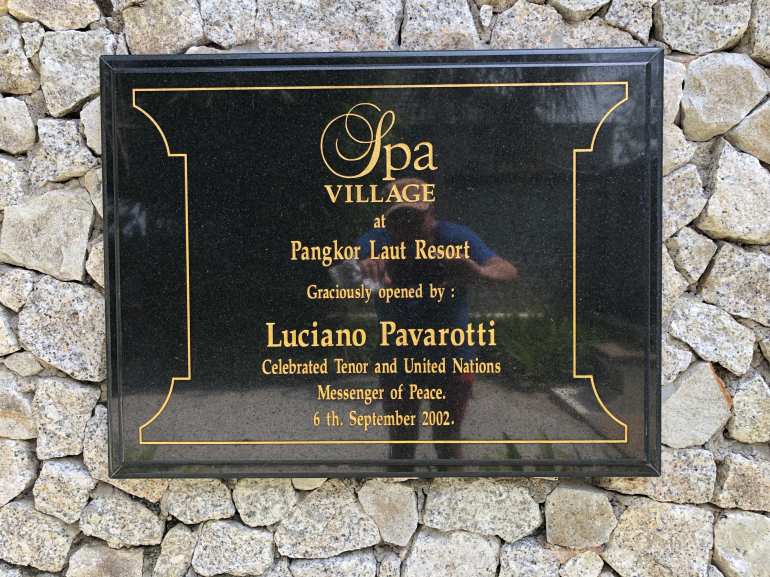 Spa
VILLAGE
at
Pangkor Laut Resort
Graciously opened by :
Luciano Pavarotti
Celebrated Tenor and United Nations
Messenger of Peace.
6 th. September 2002.